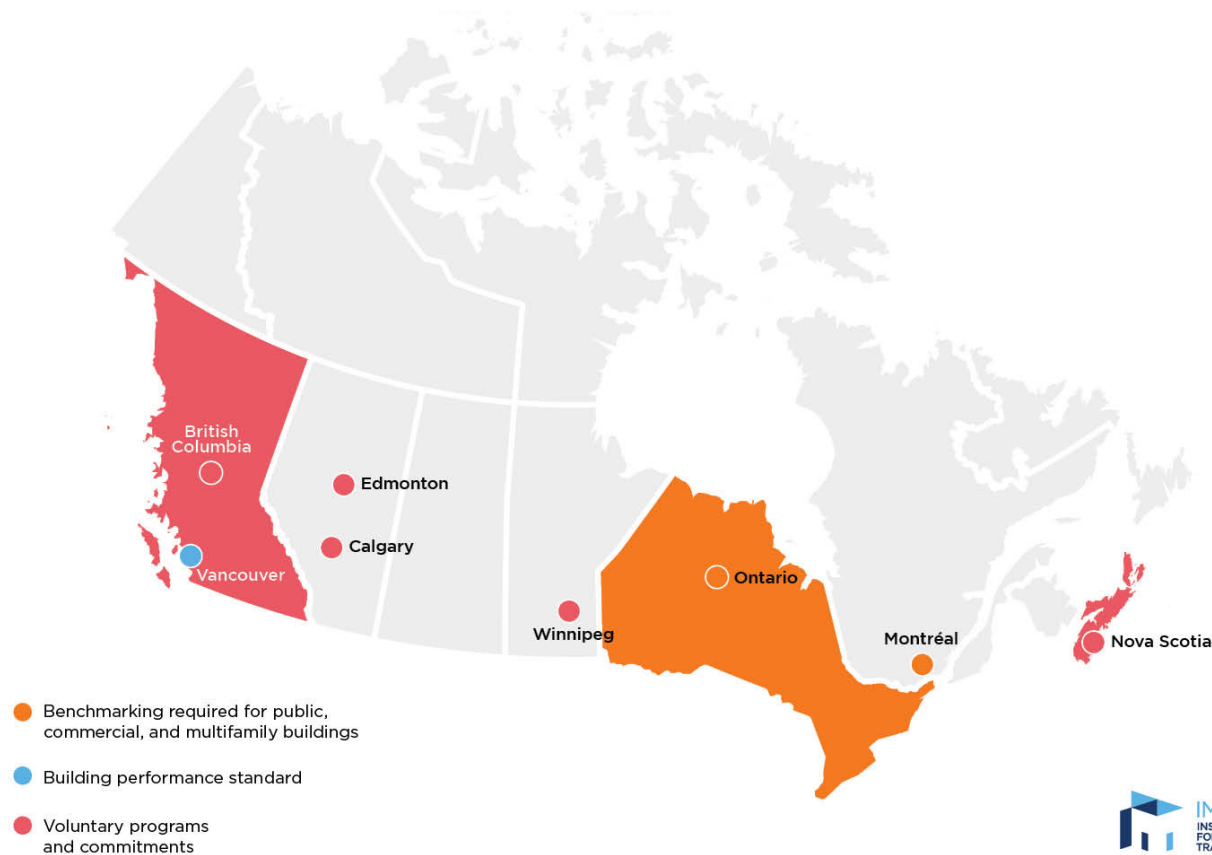 British
Columbia
Edmonton
Calgary
Vancouver
Winnipeg
Ontario
Montréal
Nova Scotia
Benchmarking required for public,
commercial, and multifamily buildings
Building performance standard
Voluntary programs
and commitments